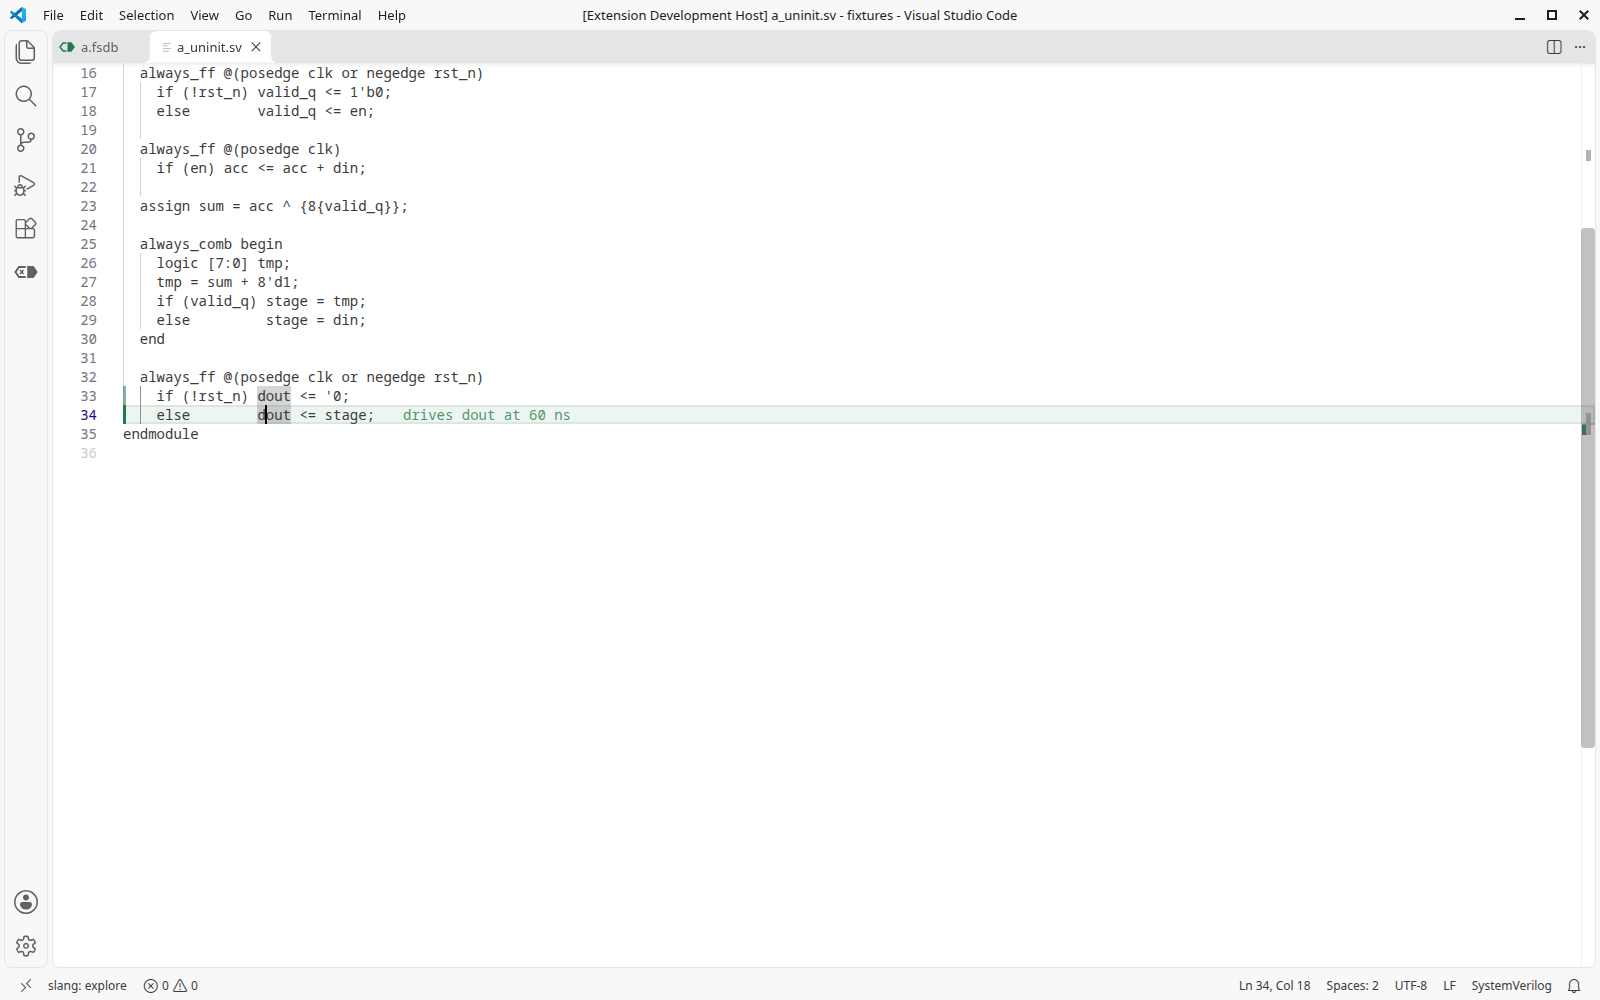 File Edit Selection View Go Run Terminal Help
[Extension Development Host] a_uninit.sv - fixtures - Visual Studio Code
a.fsdb
a_uninit.sv
16 always_ff @(posedge clk or negedge rst_n)
17 if (!rst_n) valid_q <= 1'b0;
18 else valid_q <= en;
19
20 always_ff @(posedge clk)
21 if (en) acc <= acc + din;
22
23 assign sum = acc ^ {8{valid_q}};
24
25 always_comb begin
26 logic [7:0] tmp;
27 tmp = sum + 8'd1;
28 if (valid_q) stage = tmp;
29 else stage = din;
30 end
31
32 always_ff @(posedge clk or negedge rst_n)
33 if (!rst_n) dout <= '0;
34 else dout <= stage; drives dout at 60 ns
35 endmodule
36
slang: explore 0 0 Ln 34, Col 18 Spaces: 2 UTF-8 LF SystemVerilog